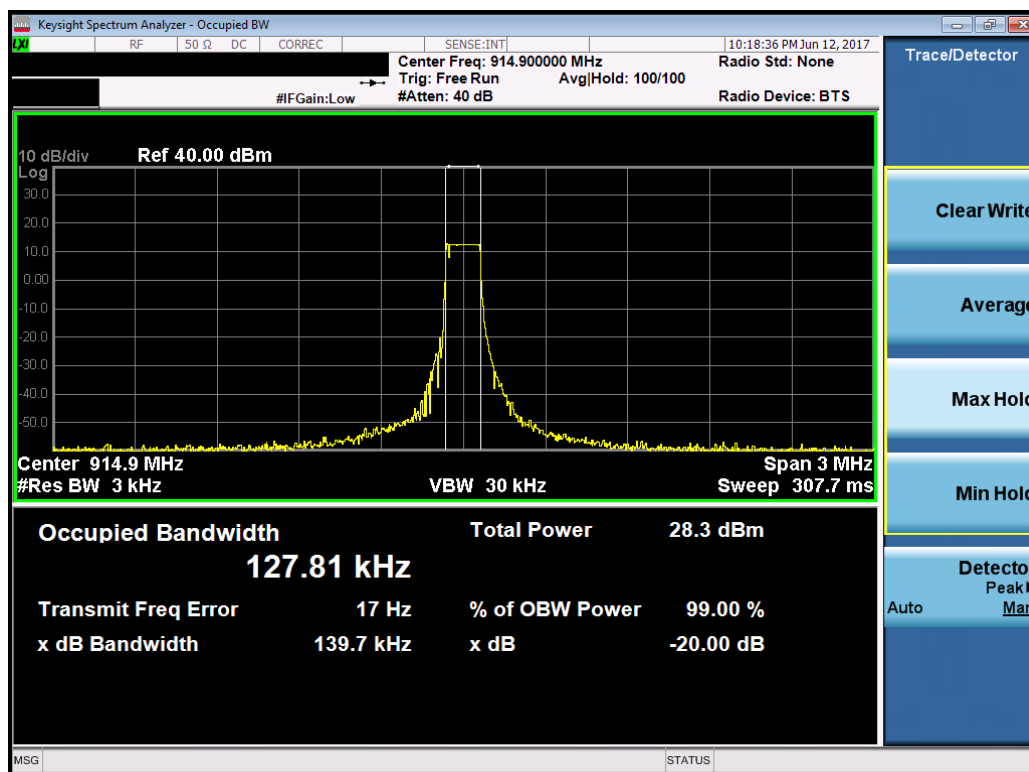 Keysight Spectrum Analyzer - Occupied BW
LXI RF 50 Ω DC CORREC SENSE:INT 10:18:36 PM Jun 12, 2017
Center Freq: 914.900000 MHz Radio Std: None
Trig: Free Run Avg|Hold: 100/100
#IFGain:Low #Atten: 40 dB Radio Device: BTS
10 dB/div Ref 40.00 dBm
Log
30.0
20.0
10.0
0.00
-10.0
-20.0
-30.0
-40.0
-50.0
Center 914.9 MHz Span 3 MHz
#Res BW 3 kHz VBW 30 kHz Sweep 307.7 ms
Occupied Bandwidth Total Power 28.3 dBm
127.81 kHz
Transmit Freq Error 17 Hz % of OBW Power 99.00 %
x dB Bandwidth 139.7 kHz x dB -20.00 dB
MSG STATUS
Trace/Detector
Clear Write
Average
Max Hold
Min Hold
Detector
Peak
Auto Man